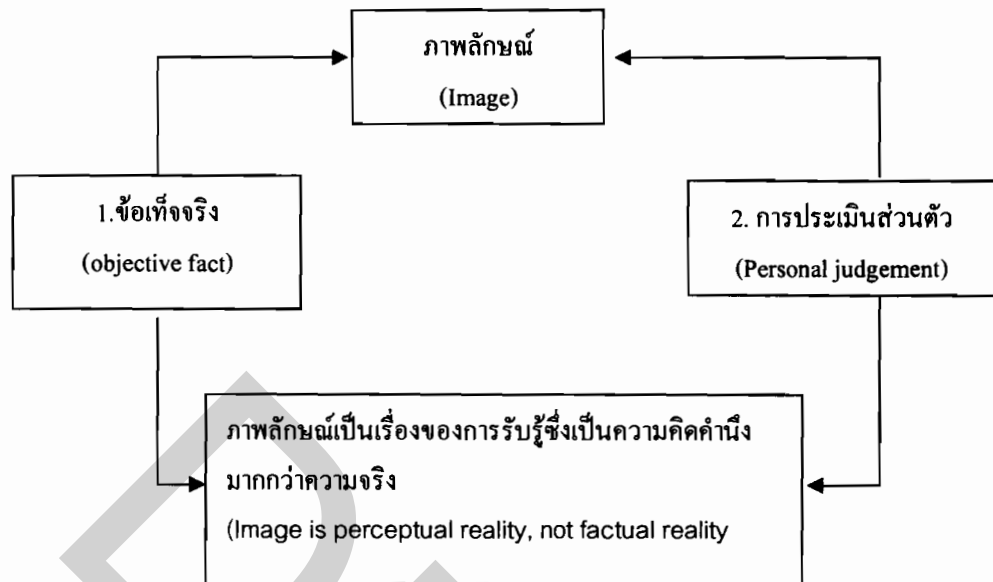 ภาพลักษณ์
(Image)
1.ข้อเท็จจริง
(objective fact)
2. การประเมินส่วนตัว
(Personal judgement)
ภาพลักษณ์เป็นเรื่องของการรับรู้ซึ่งเป็นความคิดคำนึง
มากกว่าความจริง
(Image is perceptual reality, not factual reality